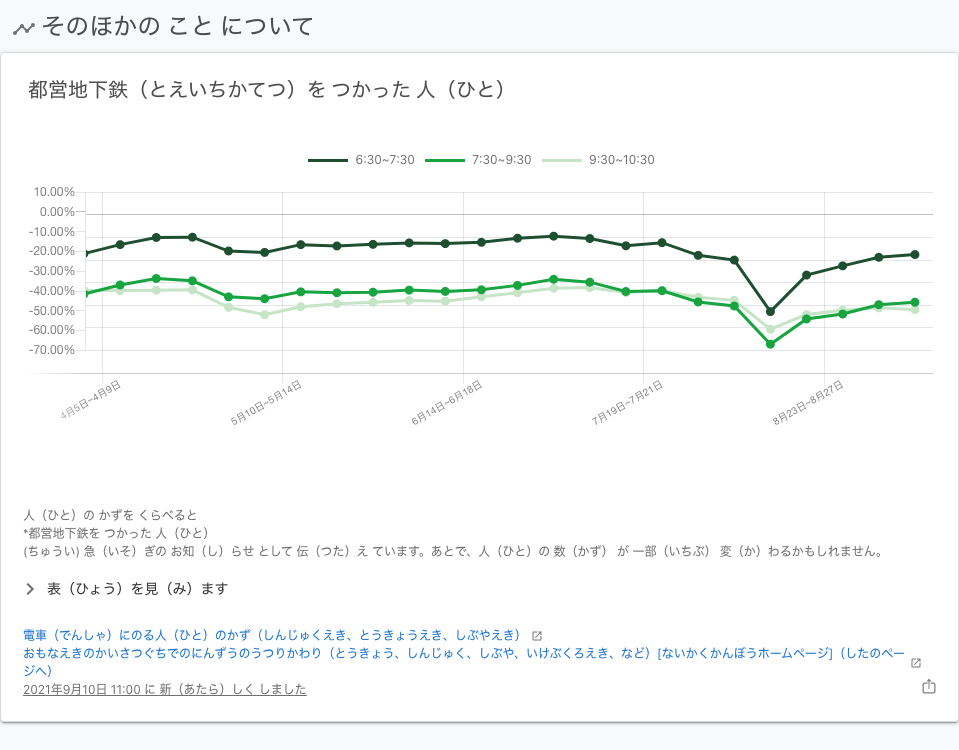 そのほかの こと について
都営地下鉄（とえいちかてつ）を つかった 人（ひと）
6:30~7:30 7:30~9:30 9:30~10:30
10.00%
0.00%
-10.00%
-20.00%
-30.00%
-40.00%
-50.00%
-60.00%
-70.00%
4月5日~4月9日 5月10日~5月14日 6月14日~6月18日 7月19日~7月21日 8月23日~8月27日
人（ひと）の かずを くらべると
*都営地下鉄を つかった 人（ひと）
(ちゅうい) 急（いそ）ぎの お知（し）らせ として 伝（つた）え ています。あとで、人（ひと）の 数（かず） が 一部（いちぶ） 変（か）わるかもしれません。
表（ひょう）を見（み）ます
電車（でんしゃ）にのる人（ひと）のかず（しんじゅくえき、とうきょうえき、しぶやえき）
おもなえきのかいさつぐちでのにんずうのうつりかわり（とうきょう、しんじゅく、しぶや、いけぶくろえき、など）[ないかくかんぼうホームページ]（したのペー
ジへ）
2021年9月10日 11:00 に 新（あたら）しく しました